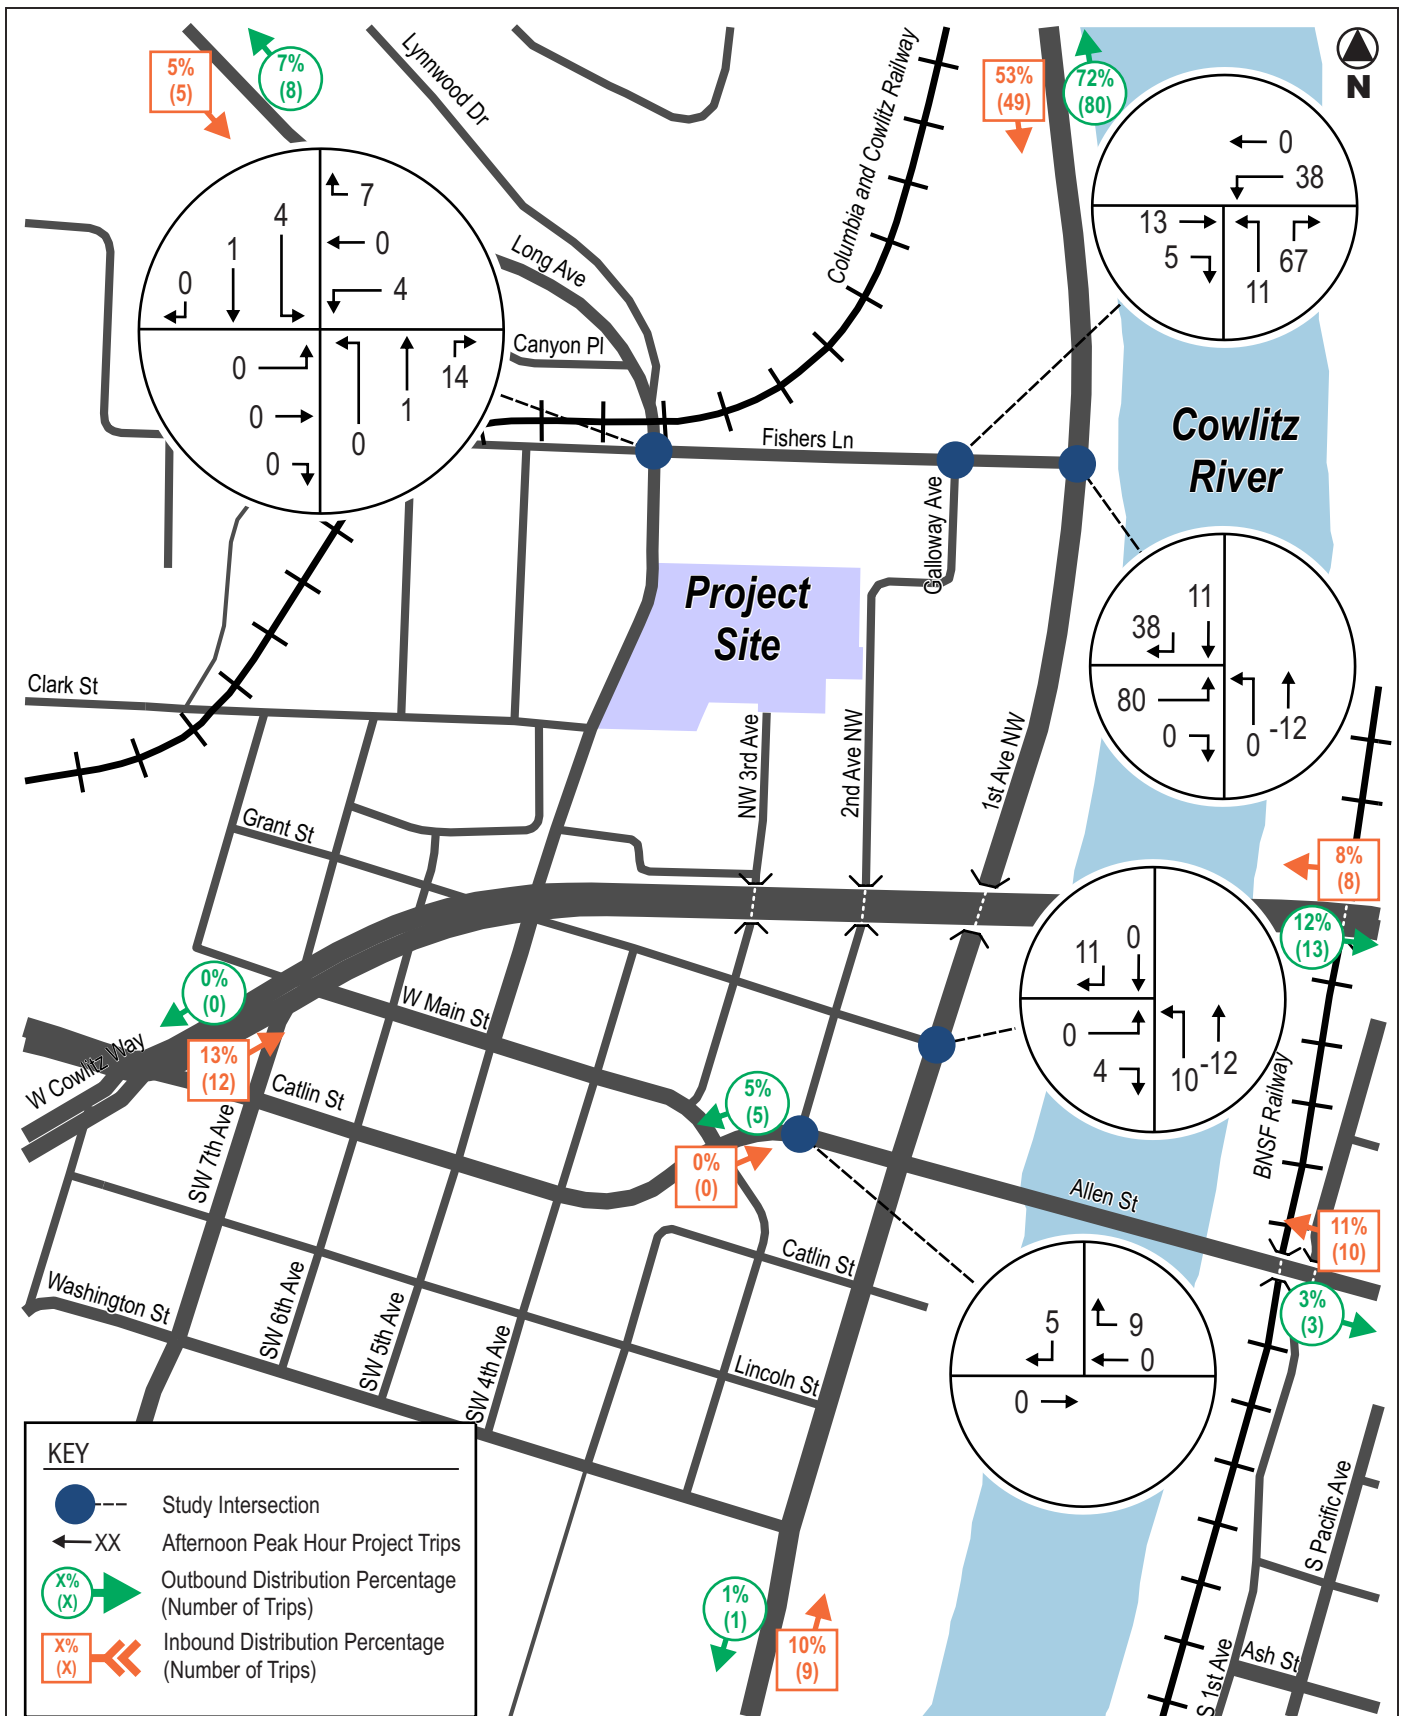 5%
(5)
7%
(8)
Lynnwood Dr
Columbia and Cowlitz Railway
53%
(49)
72%
(80)
N
0
38
13
5
11
67
7
4
0
1
0
4
0
0
0
0
1
14
Long Ave
Canyon Pl
Fishers Ln
Galloway Ave
Cowlitz
River
Project
Site
11
38
80
0
0
-12
Clark St
NW 3rd Ave
2nd Ave NW
1st Ave NW
Grant St
8%
(8)
12%
(13)
0%
(0)
W Main St
W Cowlitz Way
13%
(12)
Catlin St
SW 7th Ave
5%
(5)
0%
(0)
0
11
0
4
10
-12
BNSF Railway
Allen St
11%
(10)
3%
(3)
Catlin St
Washington St
SW 6th Ave
SW 5th Ave
SW 4th Ave
Lincoln St
5
9
0
0
S Pacific Ave
Ash St
S 1st Ave
1%
(1)
10%
(9)
KEY
Study Intersection
XX
Afternoon Peak Hour Project Trips
X%
(X)
Outbound Distribution Percentage
(Number of Trips)
X%
(X)
Inbound Distribution Percentage
(Number of Trips)